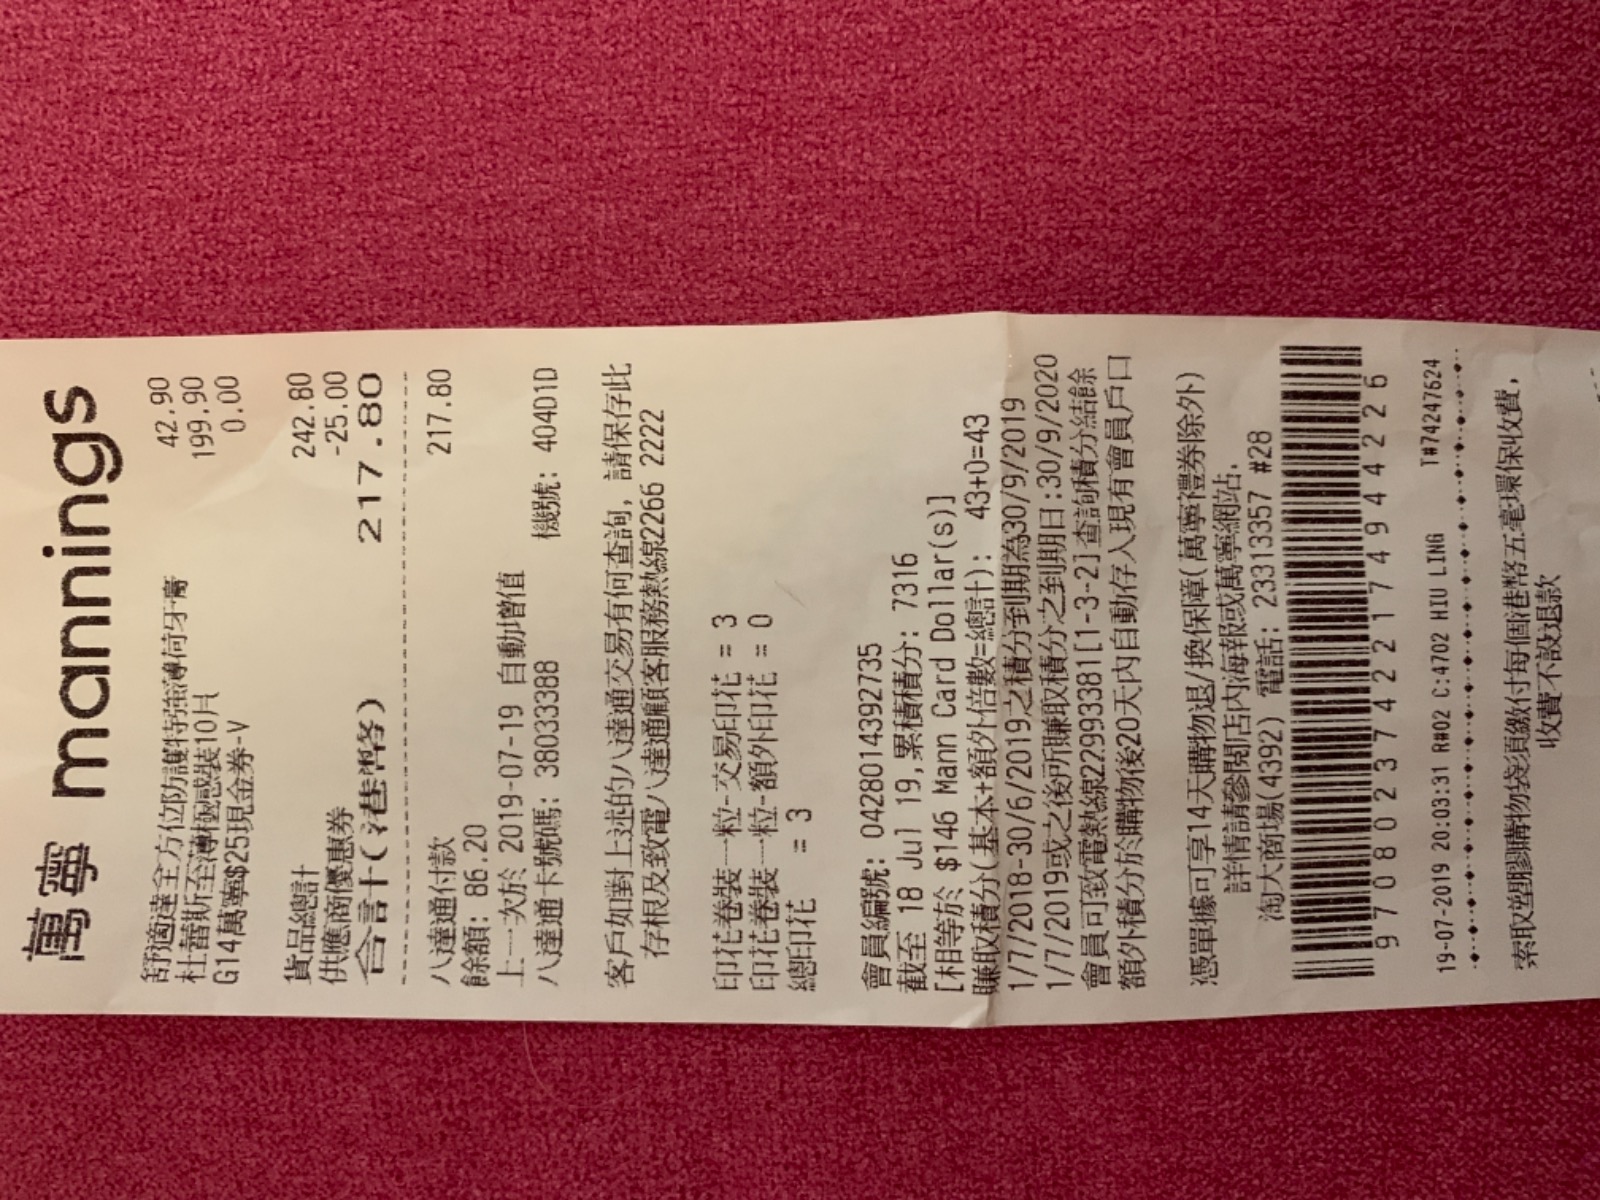 萬寧 mannings
舒適達全方位防護特強薄荷牙膏 42.90
杜蕾斯至薄極感裝10片 199.90
G14萬寧$25現金券-V 0.00
貨品總計 242.80
供應商優惠券 -25.00
合計(港幣) 217.80
八達通付款 217.80
餘額: 86.20
上一次於 2019-07-19 自動增值
八達通卡號碼: 38033388 機號: 404D1D
客戶如對上述的八達通交易有何查詢, 請保存此
存根及致電八達通顧客服務熱線2266 2222
印花卷裝一粒-交易印花 = 3
印花卷裝一粒-額外印花 = 0
總印花 = 3
會員編號: 0428014392735
截至 18 Jul 19,累積積分: 7316
[相等於 $146 Mann Card Dollar(s)]
賺取積分(基本+額外倍數=總計): 43+0=43
1/7/2018-30/6/2019之積分到期為30/9/2019
1/7/2019或之後所賺取積分之到期日:30/9/2020
會員可致電熱線22993381[1-3-2]查詢積分結餘
額外積分於購物後20天內自動存入現有會員戶口
憑單據可享14天購物退/換保障(萬寧禮券除外)
詳情請參閱店內海報或萬寧網站.
淘大商場(4392) 電話: 23313357 #28
97080237422174944226
19-07-2019 20:03:31 R#02 C:4702 HIU LING T#74247624
索取塑膠購物袋須繳付每個港幣五毫環保收費,
收費不設退款